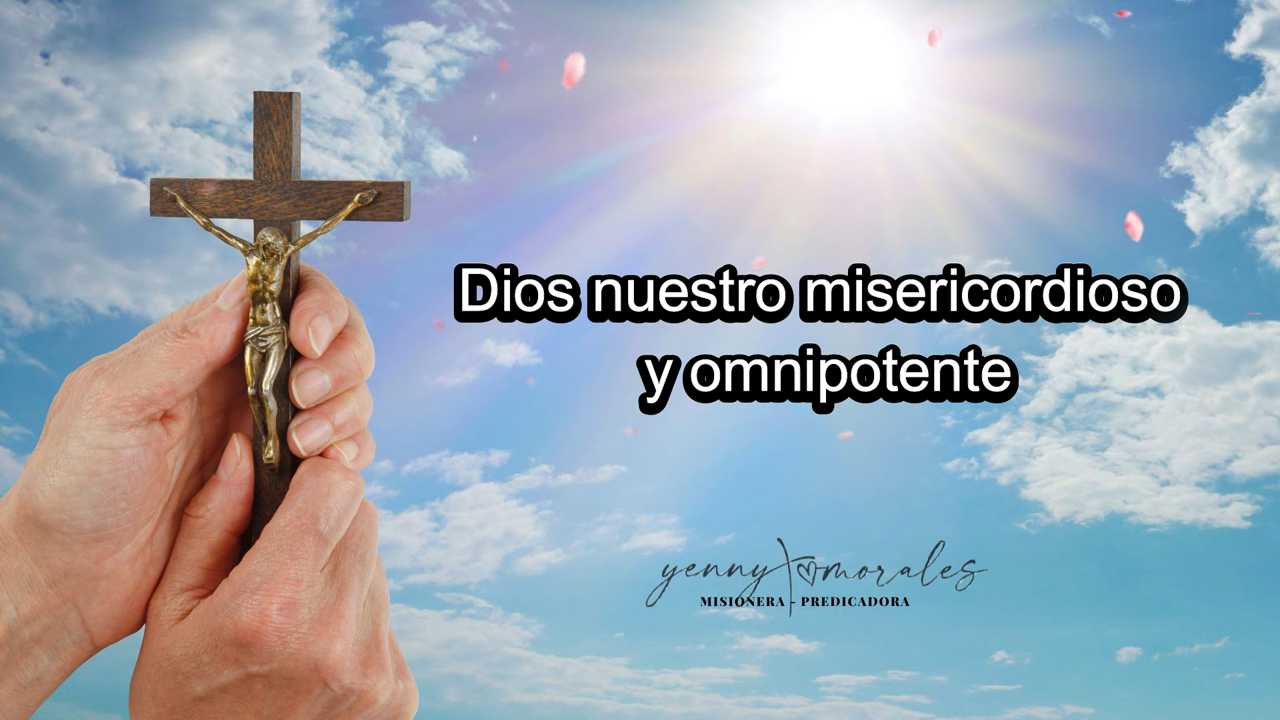 Dios nuestro misericordioso
y omnipotente
yenny morales
MISIONERA - PREDICADORA